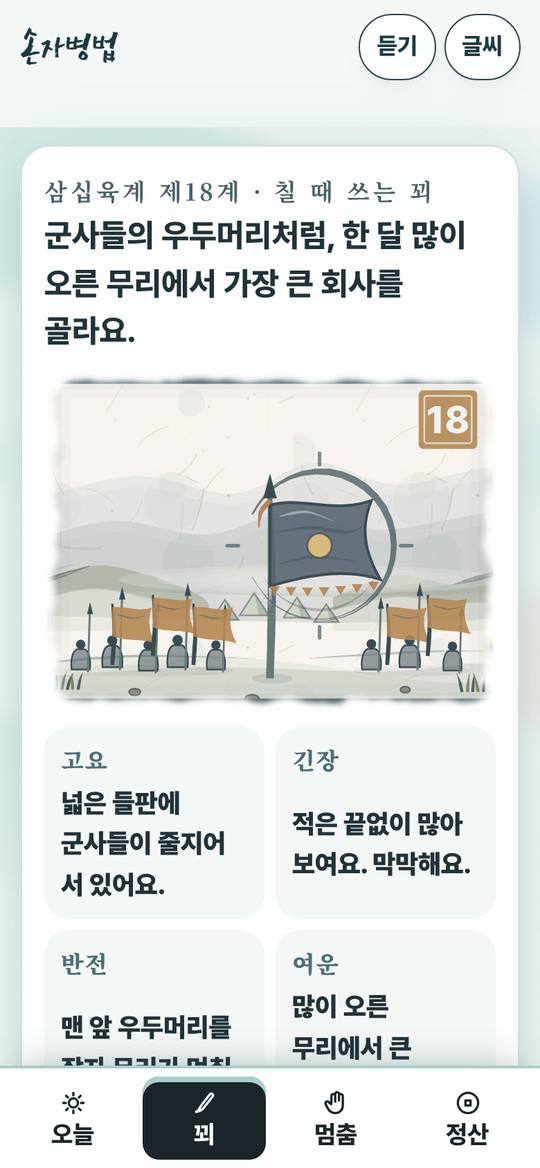 손자병법
듣기
글씨
삼십육계 제18계 · 칠 때 쓰는 꾀
군사들의 우두머리처럼, 한 달 많이
오른 무리에서 가장 큰 회사를
골라요.
18
고요
넓은 들판에
군사들이 줄지어
서 있어요.
긴장
적은 끝없이 많아
보여요. 막막해요.
반전
맨 앞 우두머리를
여운
많이 오른
무리에서 큰
오늘
꾀
멈춤
정산